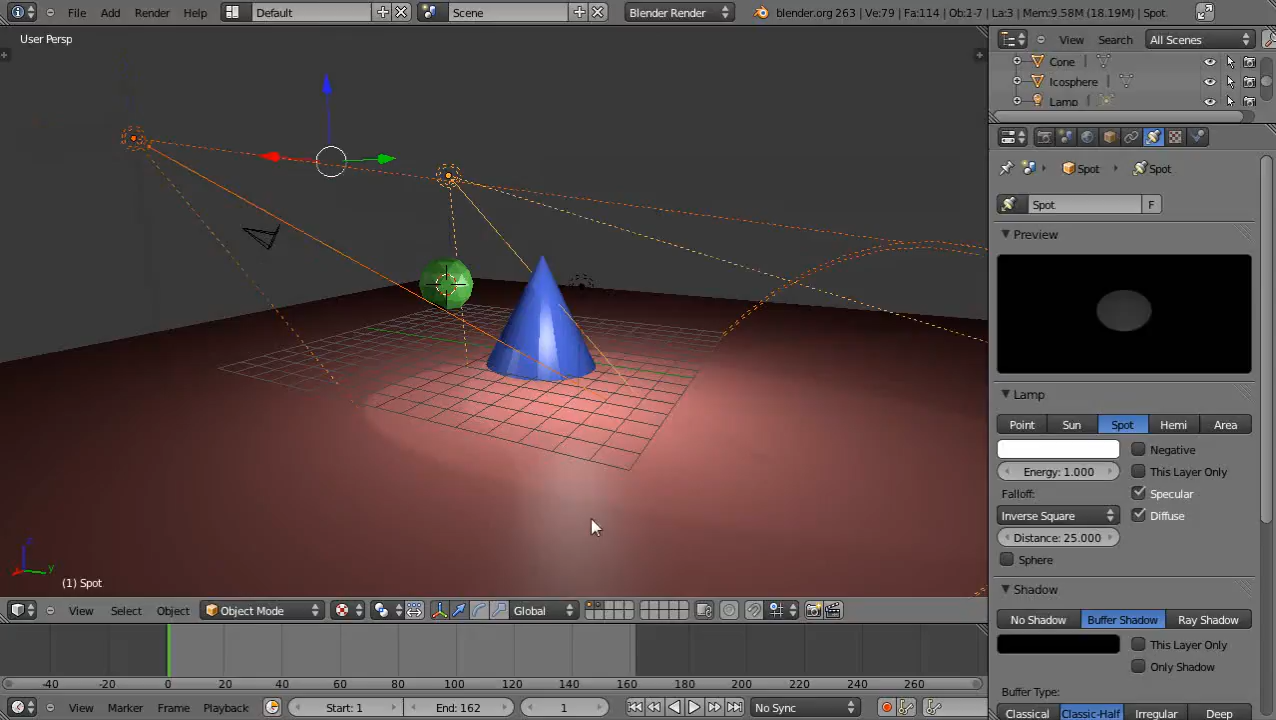 File Add Render Help Default Scene Blender Render blender.org 263 | Ve:79 | Fa:114 | Ob:2-7 | La:3 | Mem:9.58M (18.19M) | Spot
User Persp
View Search All Scenes
Cone
Icosphere
Lamp
Spot Spot
Spot F
Preview
Lamp
Point Sun Spot Hemi Area
Negative
Energy: 1.000 This Layer Only
Falloff: Specular
Inverse Square Diffuse
Distance: 25.000
Sphere
Shadow
No Shadow Buffer Shadow Ray Shadow
This Layer Only
Only Shadow
Buffer Type:
Classical Classic-Half Irregular Deep
z
y
(1) Spot
View Select Object Object Mode Global
-40 -20 0 20 40 60 80 100 120 140 160 180 200 220 240 260
View Marker Frame Playback Start: 1 End: 162 1 No Sync